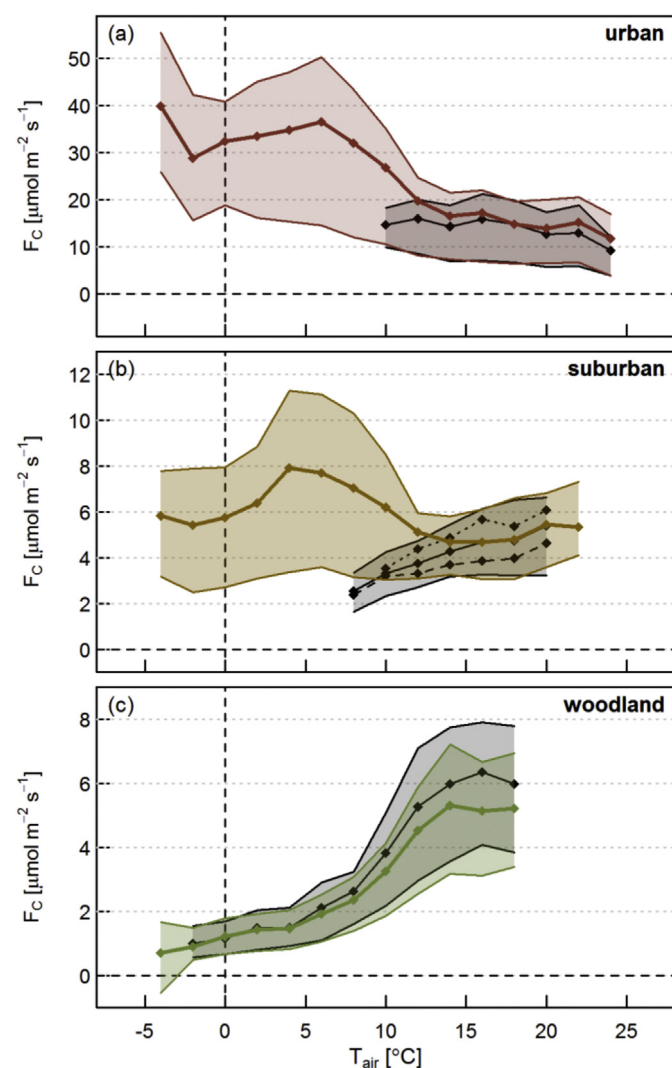 (a) urban
50
40
30
20
10
0
F_C [μmol m⁻² s⁻¹]
(b) suburban
12
10
8
6
4
2
0
F_C [μmol m⁻² s⁻¹]
(c) woodland
8
6
4
2
0
F_C [μmol m⁻² s⁻¹]
-5 0 5 10 15 20 25
T_air [°C]